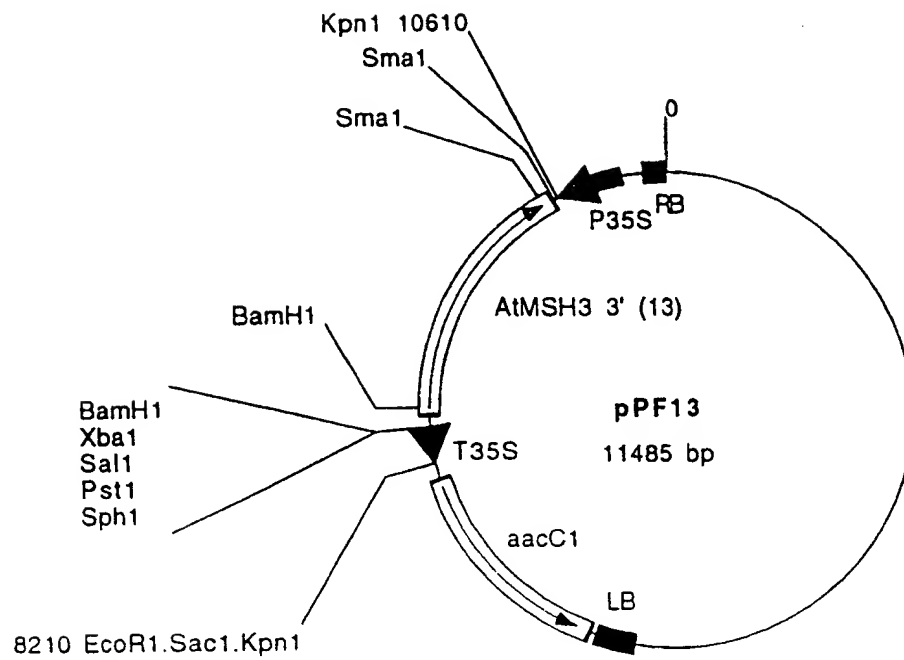 Kpn1 10610
Sma1
Sma1
0
P35S
RB
AtMSH3 3' (13)
BamH1
BamH1
Xba1
Sal1
Pst1
Sph1
pPF13
11485 bp
T35S
aacC1
LB
8210 EcoR1.Sac1.Kpn1